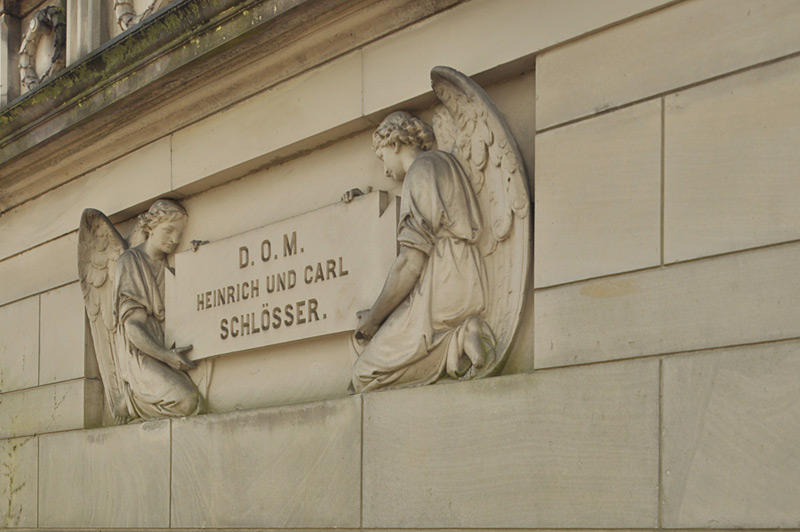 D. O. M.
HEINRICH UND CARL
SCHLÖSSER.